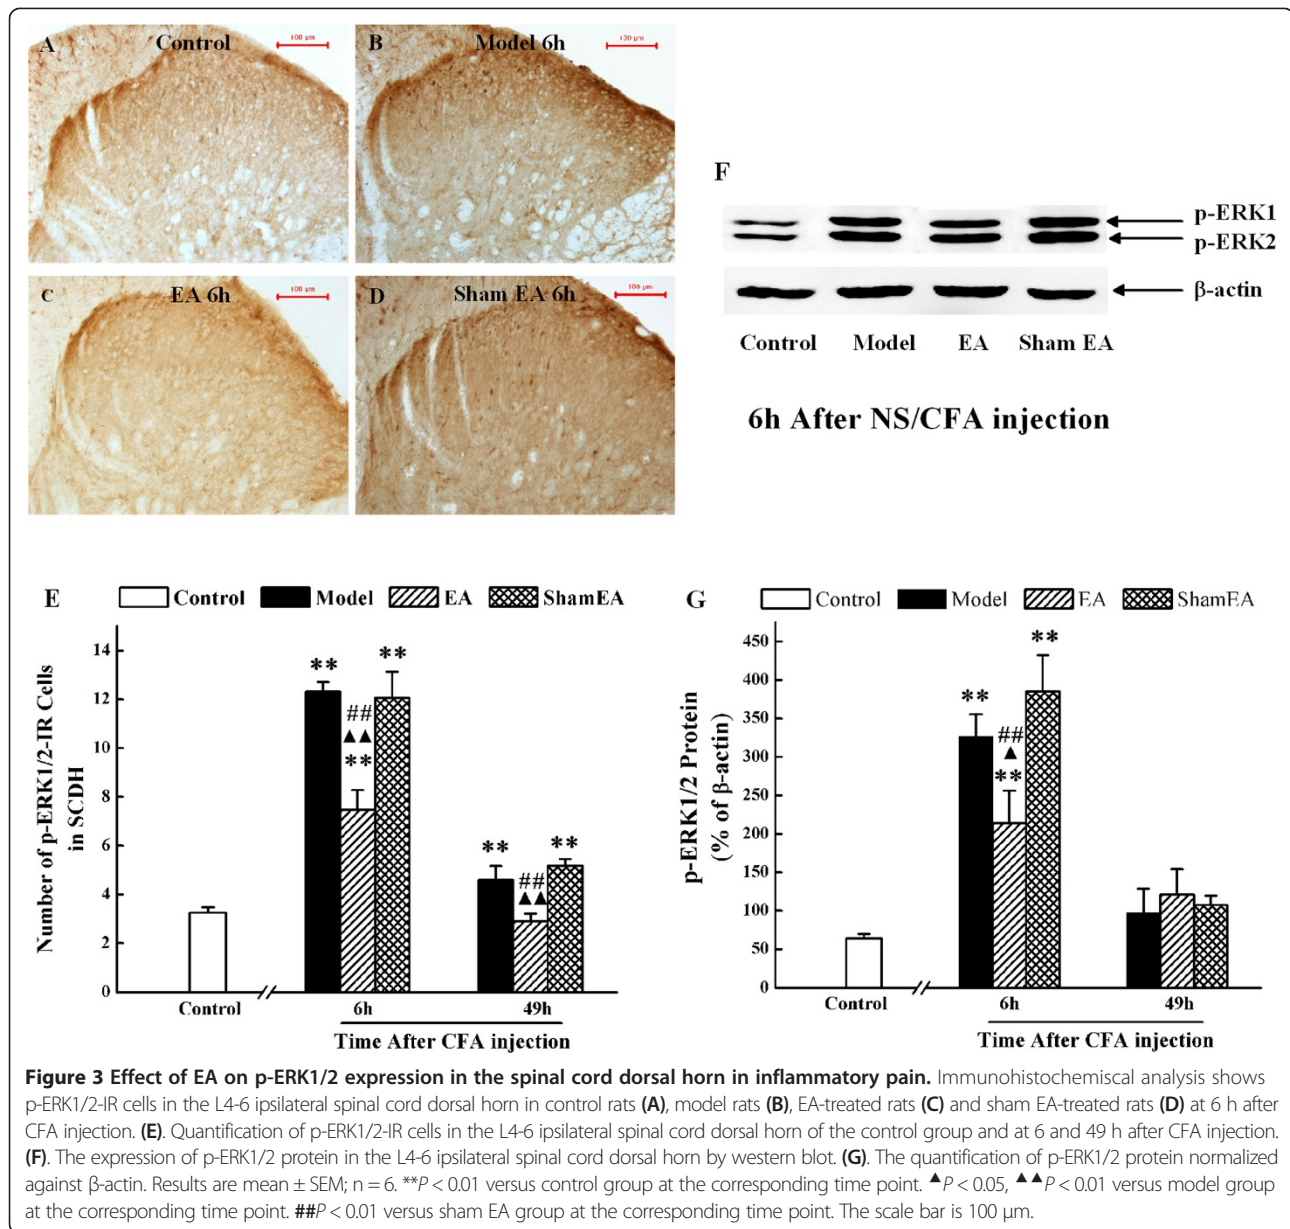 A Control 100 µm
B Model 6h 100 µm
C EA 6h 100 µm
D Sham EA 6h 100 µm
F
p-ERK1
p-ERK2
β-actin
Control Model EA Sham EA
6h After NS/CFA injection
E Control Model EA ShamEA
Number of p-ERK1/2-IR Cells
in SCDH
14
12
10
8
6
4
2
0
** ## ▲▲ ** **
** ## ▲▲ **
Control 6h 49h
Time After CFA injection
G Control Model EA ShamEA
p-ERK1/2 Protein
(% of β-actin)
450
400
350
300
250
200
150
100
50
0
** ## ▲ ** **
Control 6h 49h
Time After CFA injection
Figure 3 Effect of EA on p-ERK1/2 expression in the spinal cord dorsal horn in inflammatory pain. Immunohistochemiscal analysis shows
p-ERK1/2-IR cells in the L4-6 ipsilateral spinal cord dorsal horn in control rats (A), model rats (B), EA-treated rats (C) and sham EA-treated rats (D) at 6 h after
CFA injection. (E). Quantification of p-ERK1/2-IR cells in the L4-6 ipsilateral spinal cord dorsal horn of the control group and at 6 and 49 h after CFA injection.
(F). The expression of p-ERK1/2 protein in the L4-6 ipsilateral spinal cord dorsal horn by western blot. (G). The quantification of p-ERK1/2 protein normalized
against β-actin. Results are mean ± SEM; n = 6. **P < 0.01 versus control group at the corresponding time point. ▲P < 0.05, ▲▲P < 0.01 versus model group
at the corresponding time point. ##P < 0.01 versus sham EA group at the corresponding time point. The scale bar is 100 μm.